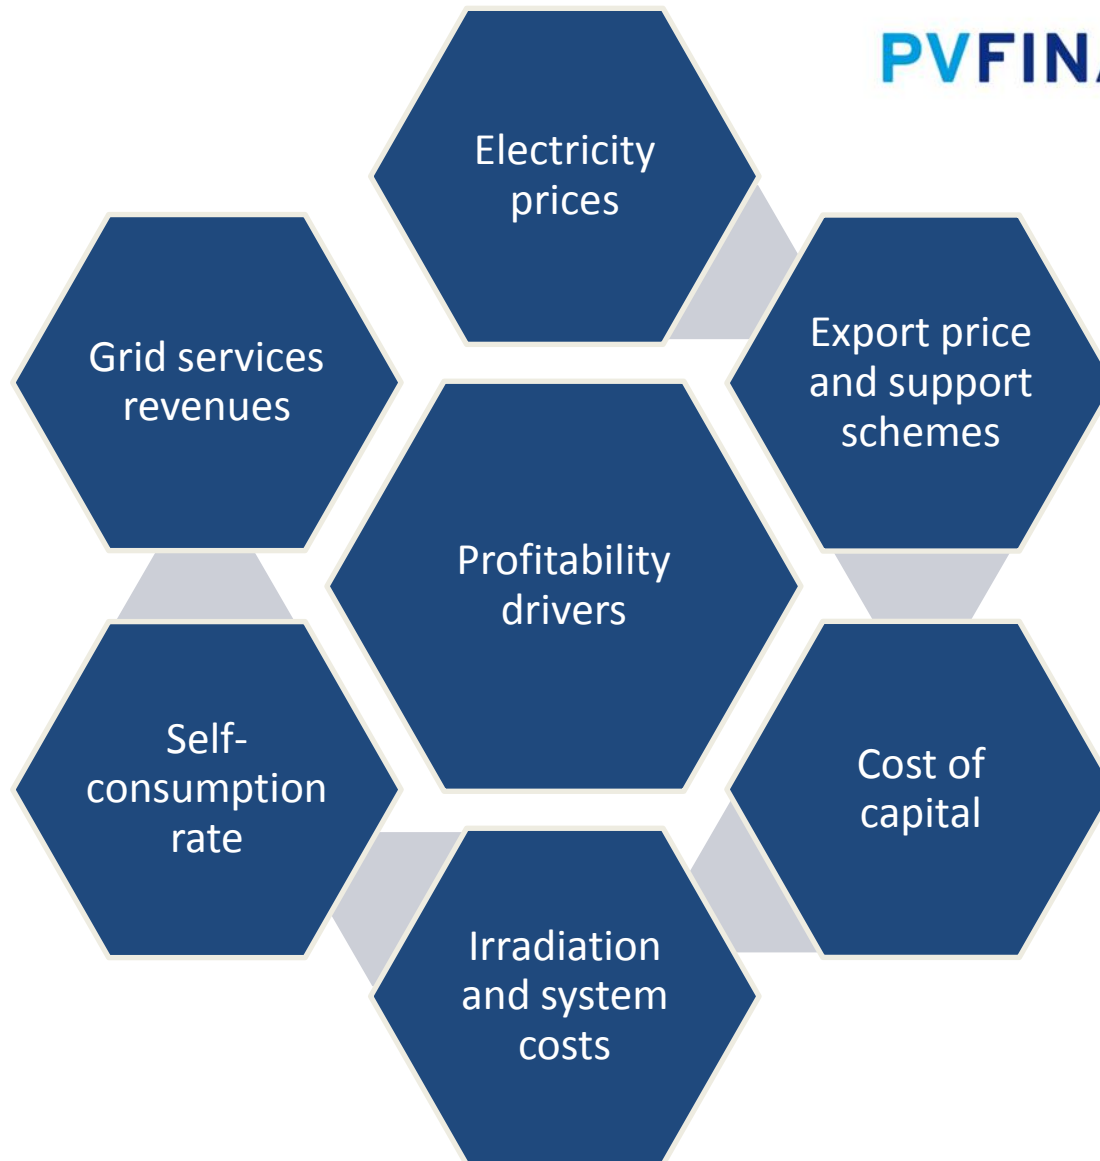 PVFINA
Electricity
prices
Export price
and support
schemes
Grid services
revenues
Profitability
drivers
Cost of
capital
Self-
consumption
rate
Irradiation
and system
costs